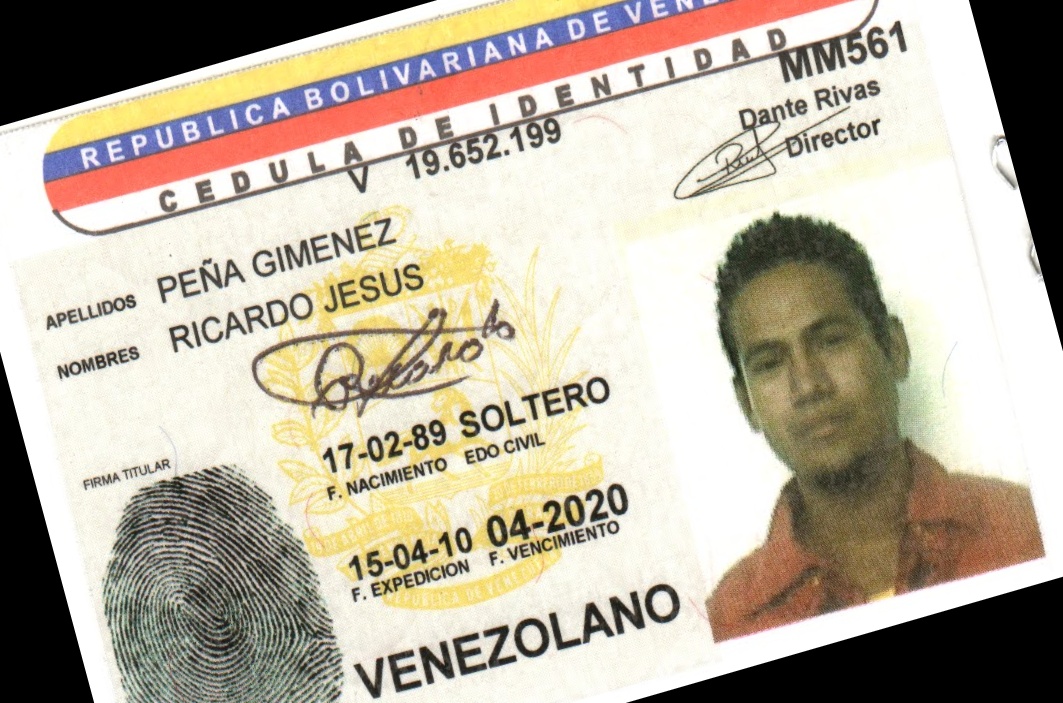 REPUBLICA BOLIVARIANA DE VENE
CEDULA DE IDENTIDAD
MM561
V 19.652.199
Dante Rivas
Director
APELLIDOS PEÑA GIMENEZ
NOMBRES RICARDO JESUS
17-02-89 SOLTERO
F. NACIMIENTO EDO CIVIL
FIRMA TITULAR
15-04-10 04-2020
F. EXPEDICION F. VENCIMIENTO
VENEZOLANO